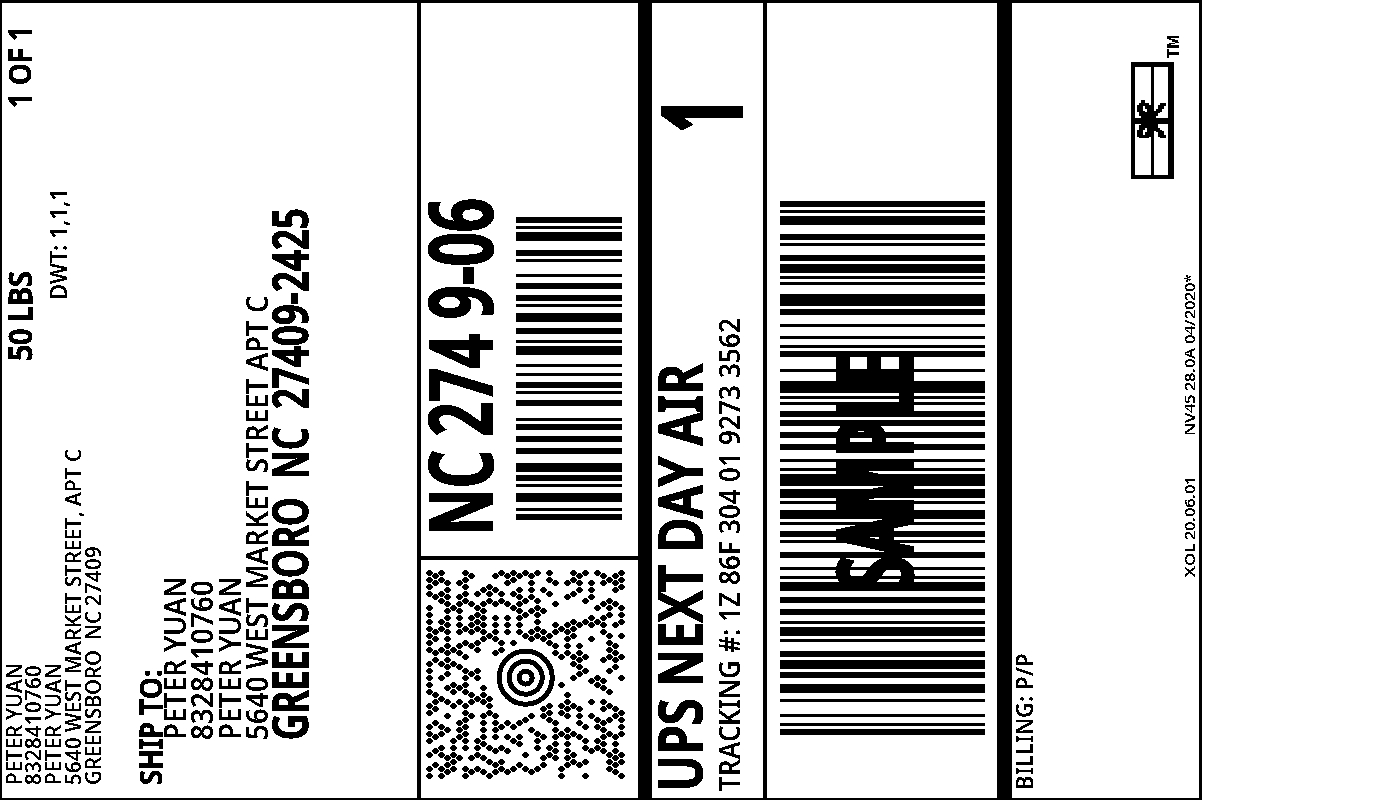 PETER YUAN
8328410760
PETER YUAN
5640 WEST MARKET STREET, APT C
GREENSBORO NC 27409
50 LBS
1 OF 1
DWT: 1,1,1
SHIP TO:
PETER YUAN
8328410760
PETER YUAN
5640 WEST MARKET STREET APT C
GREENSBORO NC 27409-2425
NC 274 9-06
UPS NEXT DAY AIR
1
TRACKING #: 1Z 86F 304 01 9273 3562
SAMPLE
BILLING: P/P
XOL 20.06.01 NV45 28.0A 04/2020*
TM